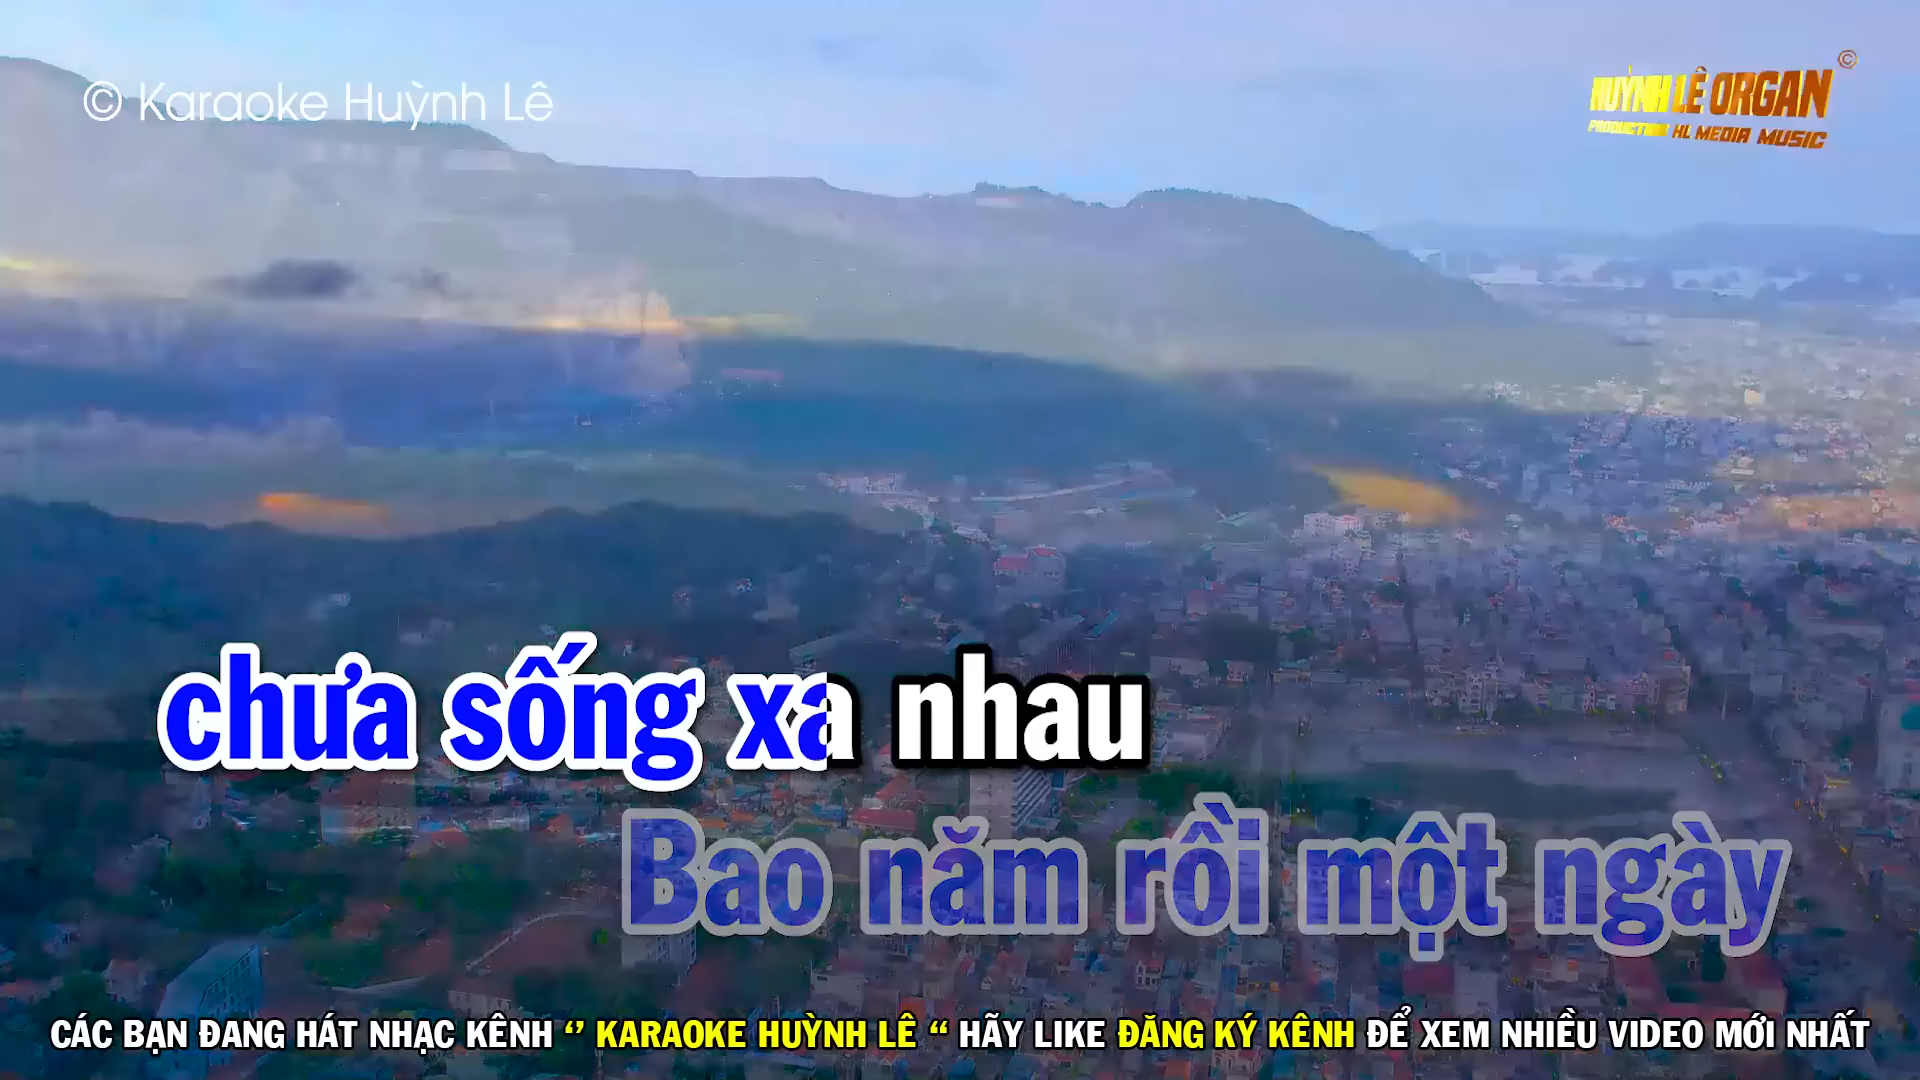 © Karaoke Huỳnh Lê
HUỲNH LÊ ORGAN ©
PRODUCTION HL MEDIA MUSIC
chưa sống xa nhau
Bao năm rồi một ngày
CÁC BẠN ĐANG HÁT NHẠC KÊNH ‘’ KARAOKE HUỲNH LÊ “ HÃY LIKE ĐĂNG KÝ KÊNH ĐỂ XEM NHIỀU VIDEO MỚI NHẤT